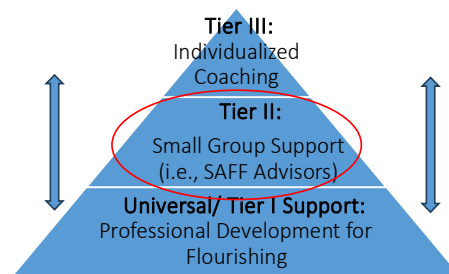 Tier III:
Individualized
Coaching
Tier II:
Small Group Support
(i.e., SAFF Advisors)
Universal/ Tier I Support:
Professional Development for
Flourishing